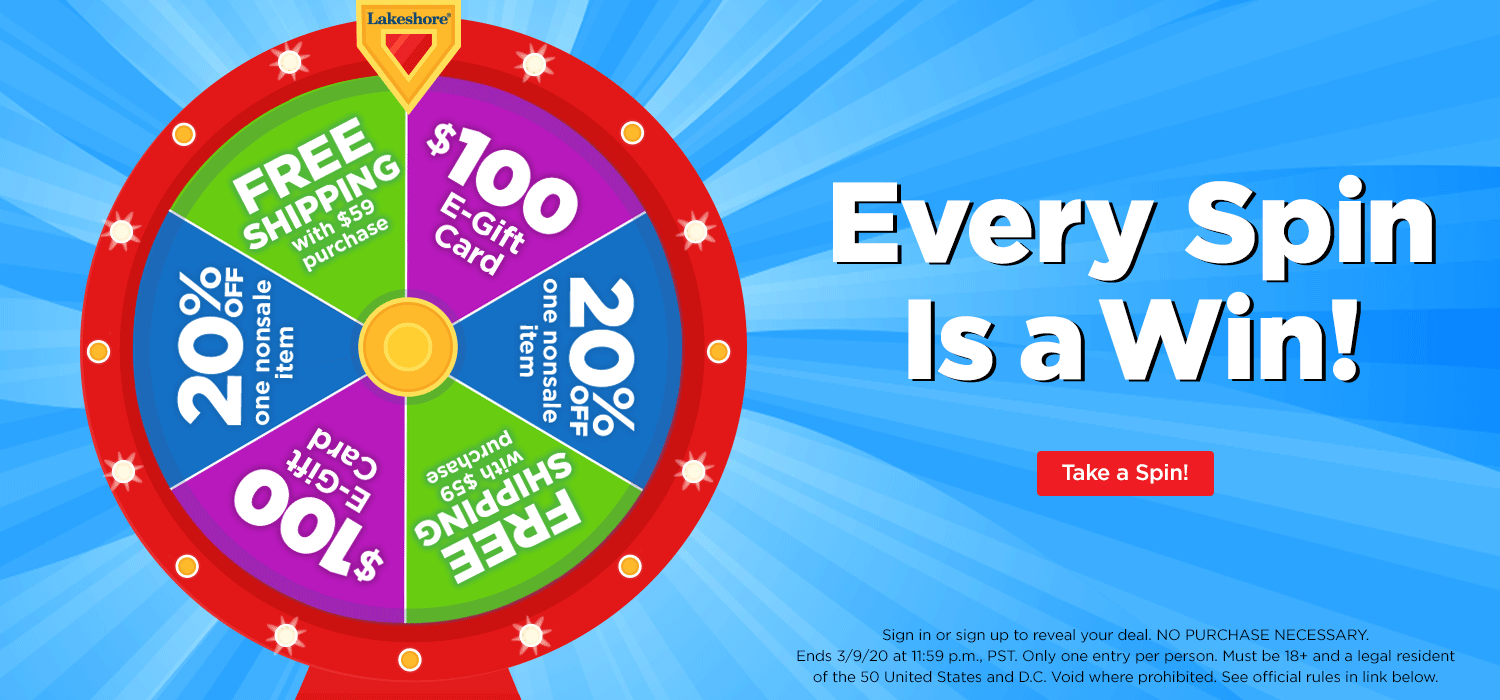 Lakeshore®
FREE
SHIPPING
with $59
purchase
$100
E-Gift
Card
20%
OFF
one nonsale
item
20%
OFF
one nonsale
item
$100
E-Gift
Card
FREE
SHIPPING
with $59
purchase
Every Spin
Is a Win!
Take a Spin!
Sign in or sign up to reveal your deal. NO PURCHASE NECESSARY.
Ends 3/9/20 at 11:59 p.m., PST. Only one entry per person. Must be 18+ and a legal resident
of the 50 United States and D.C. Void where prohibited. See official rules in link below.